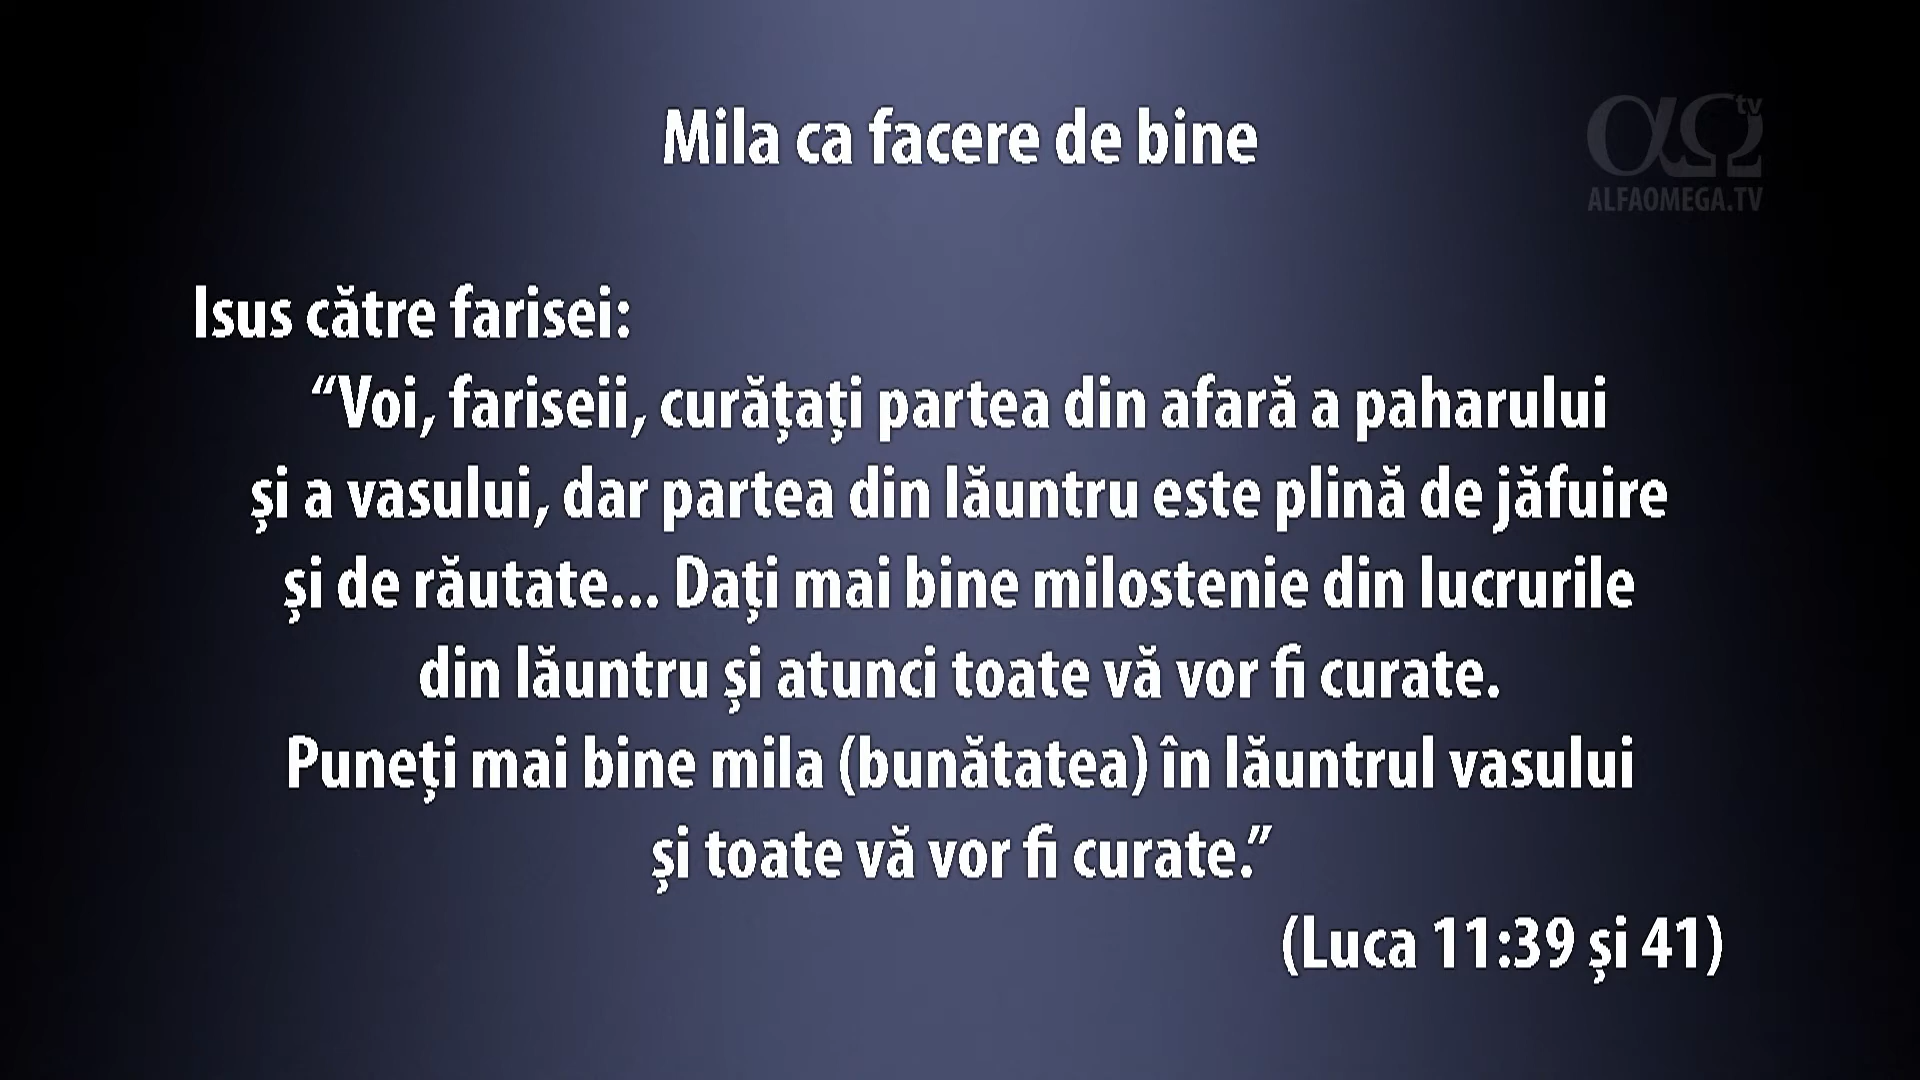 Mila ca facere de bine
αΩ tv
ALFAOMEGA.TV
Isus către farisei:
“Voi, fariseii, curățați partea din afară a paharului
și a vasului, dar partea din lăuntru este plină de jăfuire
și de răutate... Dați mai bine milostenie din lucrurile
din lăuntru și atunci toate vă vor fi curate.
Puneți mai bine mila (bunătatea) în lăuntrul vasului
și toate vă vor fi curate.”
(Luca 11:39 și 41)